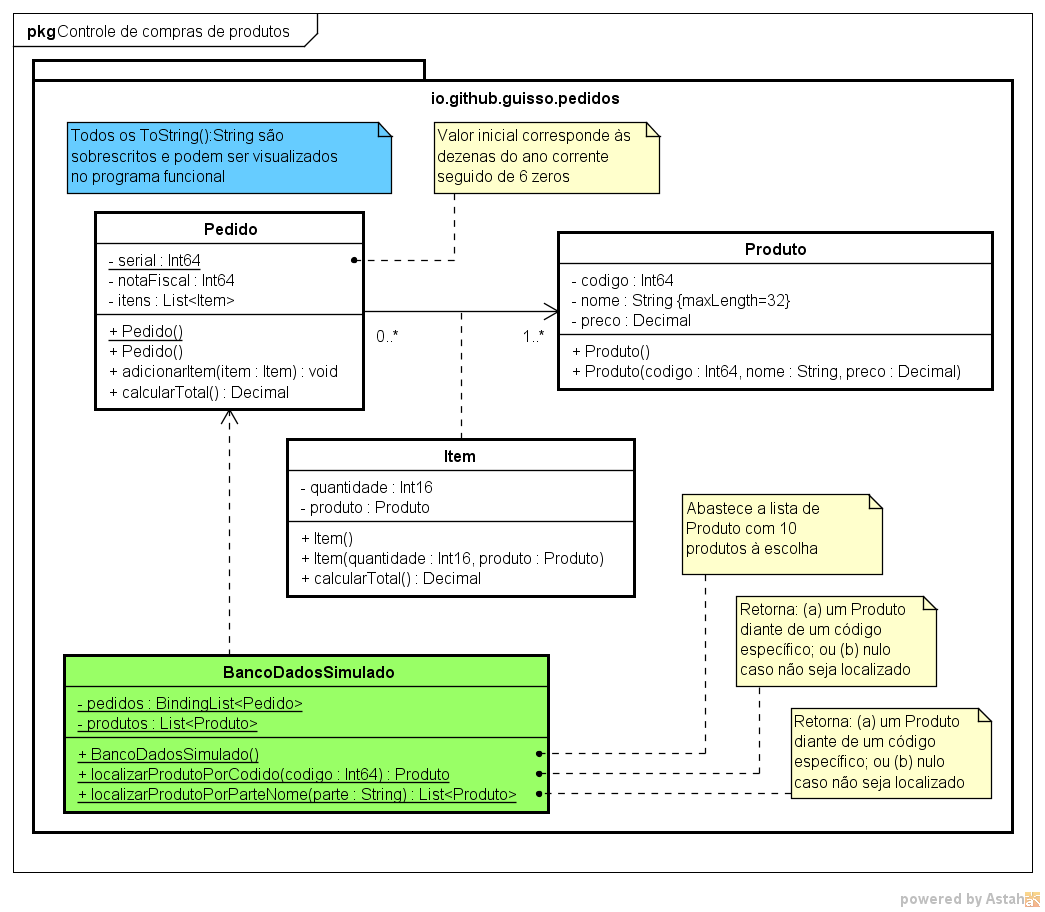 pkg Controle de compras de produtos
io.github.guisso.pedidos
Todos os ToString():String são
sobrescritos e podem ser visualizados
no programa funcional
Valor inicial corresponde às
dezenas do ano corrente
seguido de 6 zeros
Pedido
- serial : Int64
- notaFiscal : Int64
- itens : List<Item>
+ Pedido()
+ Pedido()
+ adicionarItem(item : Item) : void
+ calcularTotal() : Decimal
0..*
1..*
Produto
- codigo : Int64
- nome : String {maxLength=32}
- preco : Decimal
+ Produto()
+ Produto(codigo : Int64, nome : String, preco : Decimal)
Item
- quantidade : Int16
- produto : Produto
+ Item()
+ Item(quantidade : Int16, produto : Produto)
+ calcularTotal() : Decimal
Abastece a lista de
Produto com 10
produtos à escolha
Retorna: (a) um Produto
diante de um código
específico; ou (b) nulo
caso não seja localizado
BancoDadosSimulado
- pedidos : BindingList<Pedido>
- produtos : List<Produto>
+ BancoDadosSimulado()
+ localizarProdutoPorCodido(codigo : Int64) : Produto
+ localizarProdutoPorParteNome(parte : String) : List<Produto>
Retorna: (a) um Produto
diante de um código
específico; ou (b) nulo
caso não seja localizado
powered by Astah